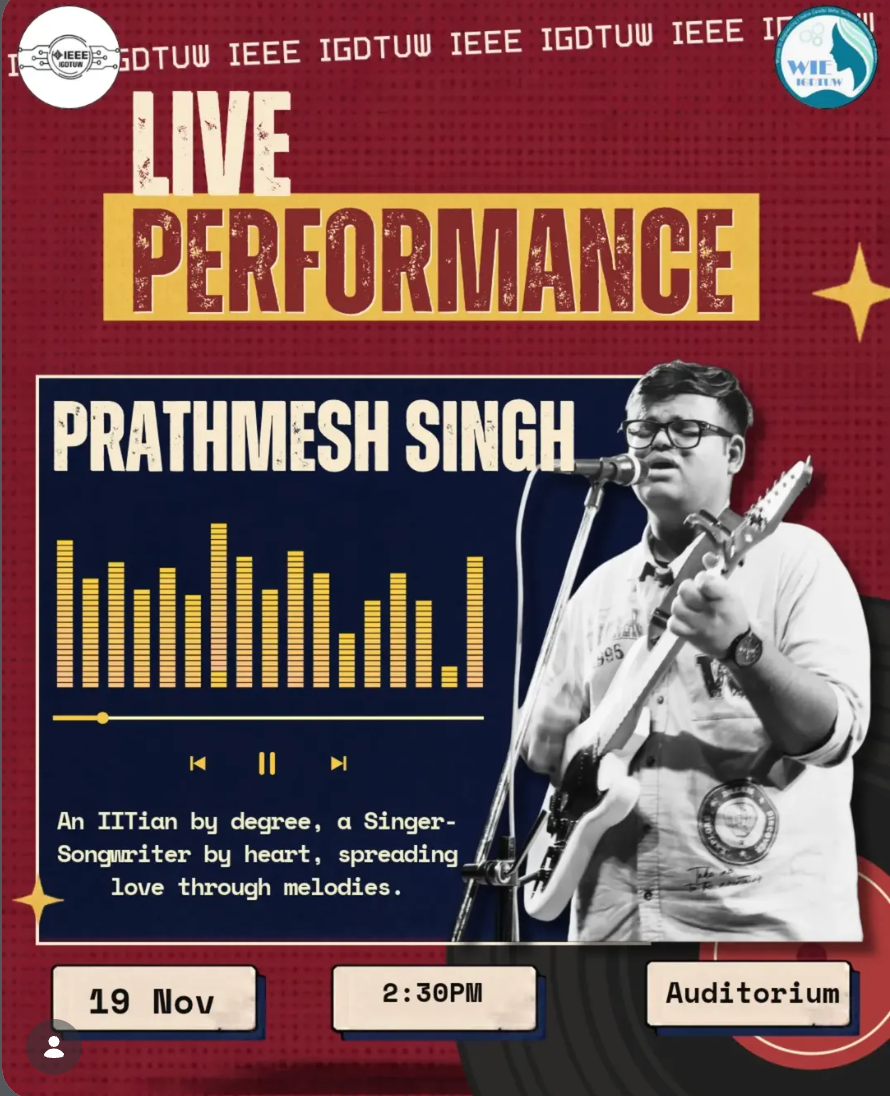 IGDTUW IEEE IGDTUW IEEE IGDTUW IEEE
IEEE
IGDTUW
WIE
IGDTUW
LIVE
PERFORMANCE
PRATHMESH SINGH
An IITian by degree, a Singer-
Songwriter by heart, spreading
love through melodies.
19 Nov
2:30PM
Auditorium